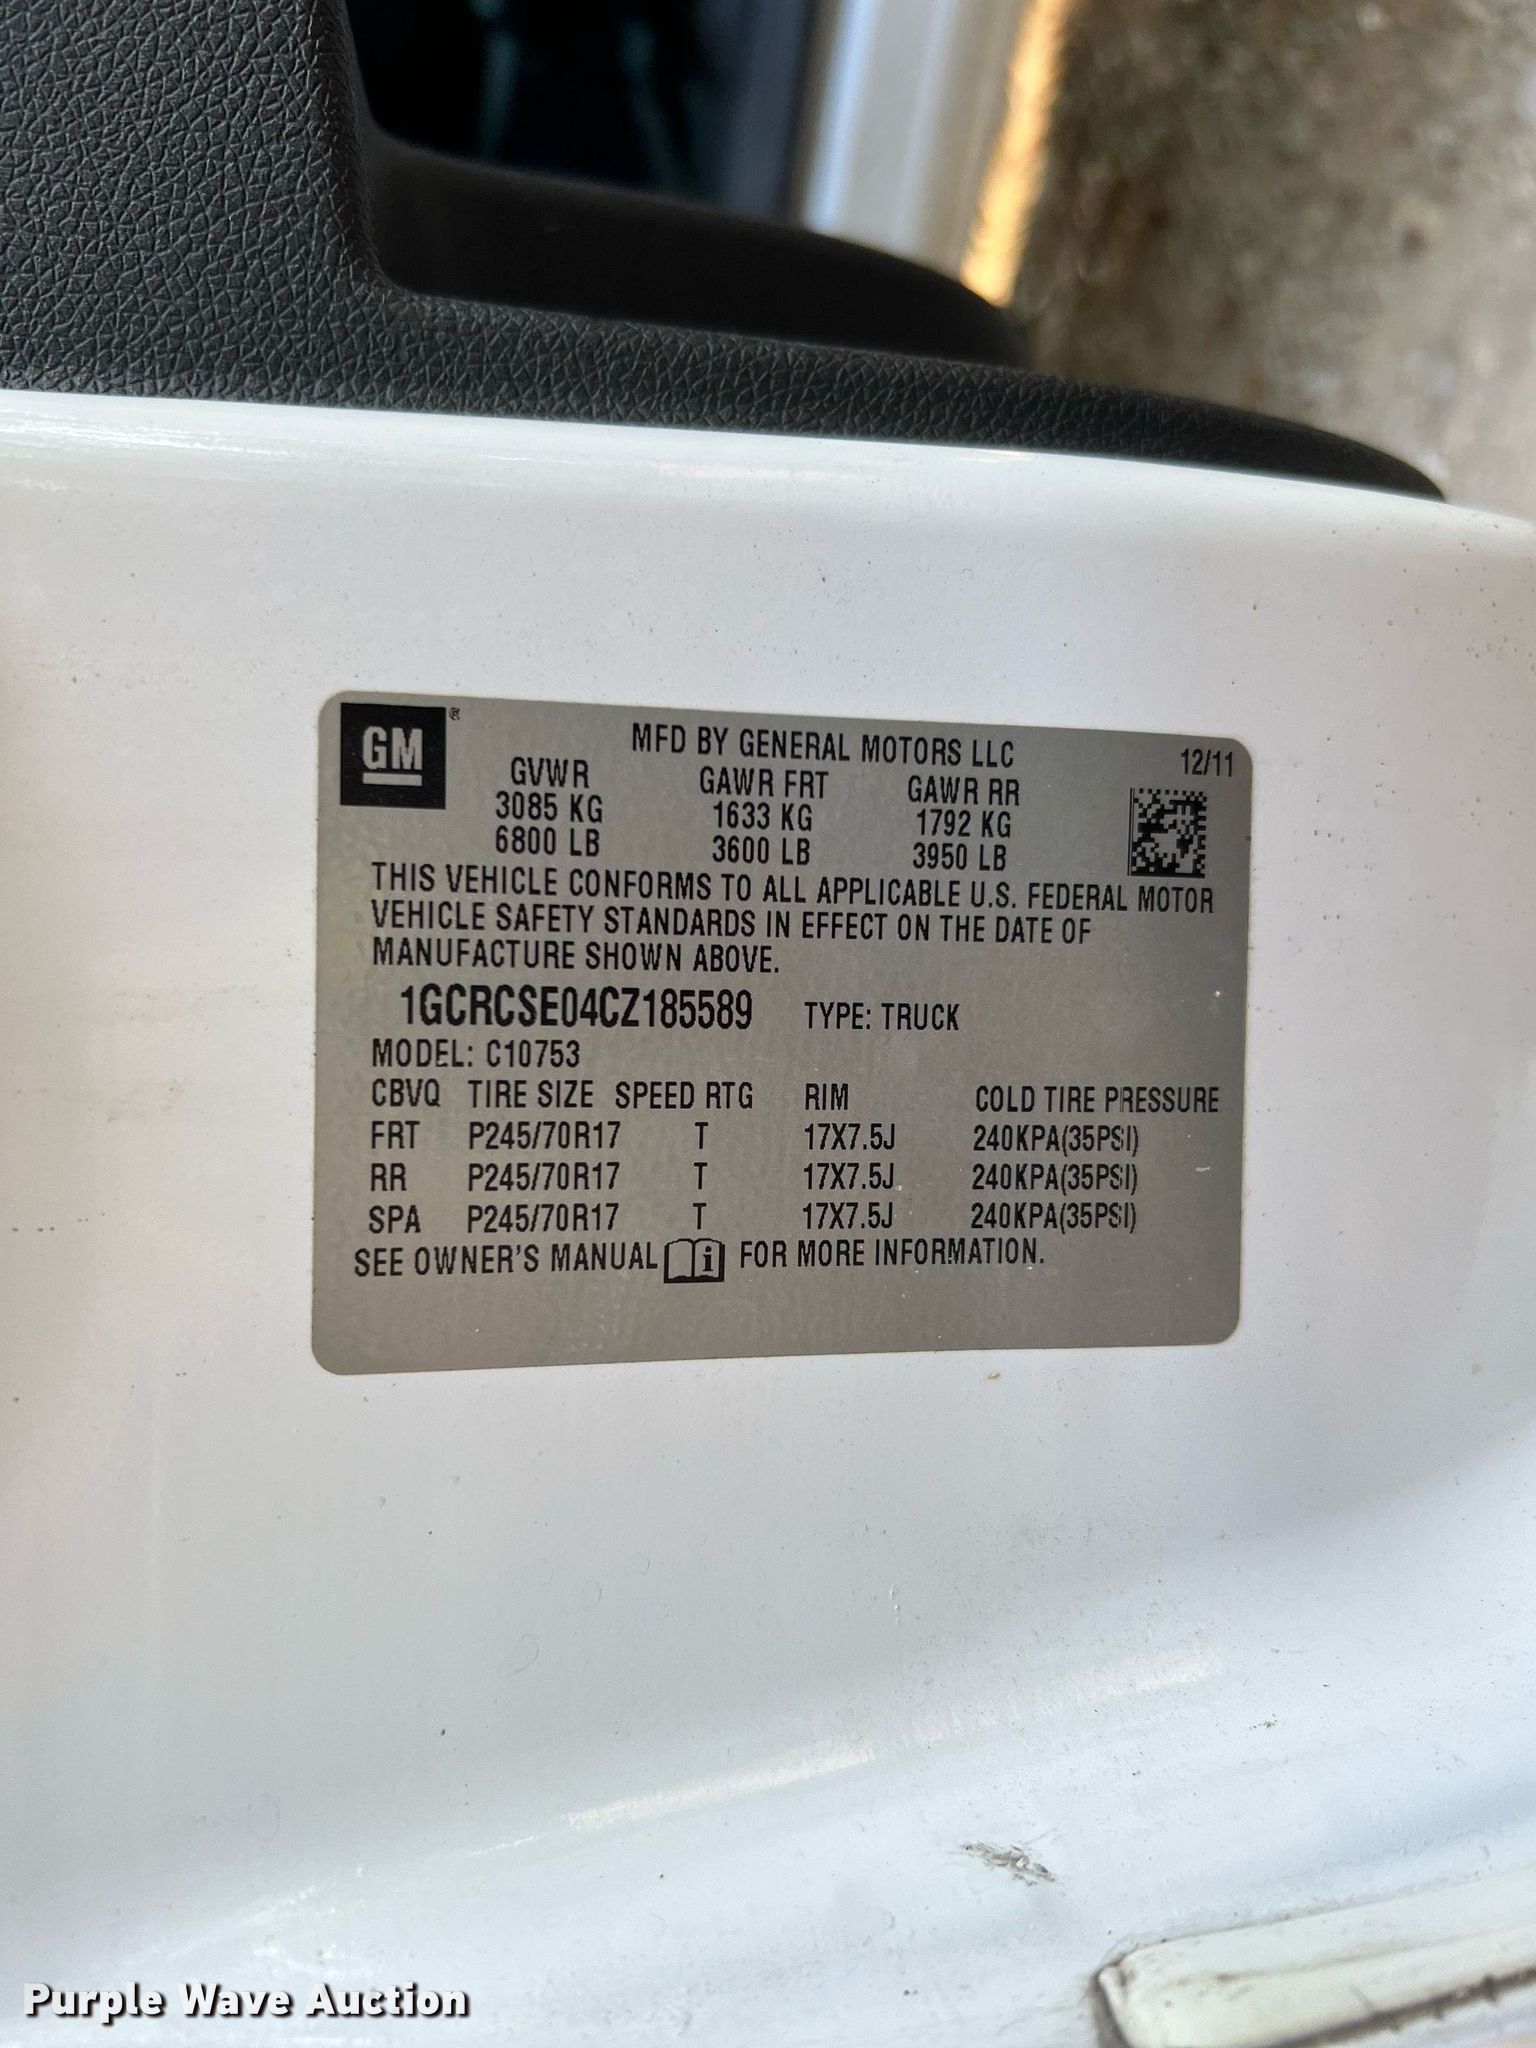 GM®
MFD BY GENERAL MOTORS LLC 12/11
GVWR GAWR FRT GAWR RR
3085 KG 1633 KG 1792 KG
6800 LB 3600 LB 3950 LB
THIS VEHICLE CONFORMS TO ALL APPLICABLE U.S. FEDERAL MOTOR
VEHICLE SAFETY STANDARDS IN EFFECT ON THE DATE OF
MANUFACTURE SHOWN ABOVE.
1GCRCSE04CZ185589 TYPE: TRUCK
MODEL: C10753
CBVQ TIRE SIZE SPEED RTG RIM COLD TIRE PRESSURE
FRT P245/70R17 T 17X7.5J 240KPA(35PSI)
RR P245/70R17 T 17X7.5J 240KPA(35PSI)
SPA P245/70R17 T 17X7.5J 240KPA(35PSI)
SEE OWNER'S MANUAL i FOR MORE INFORMATION.
Purple Wave Auction